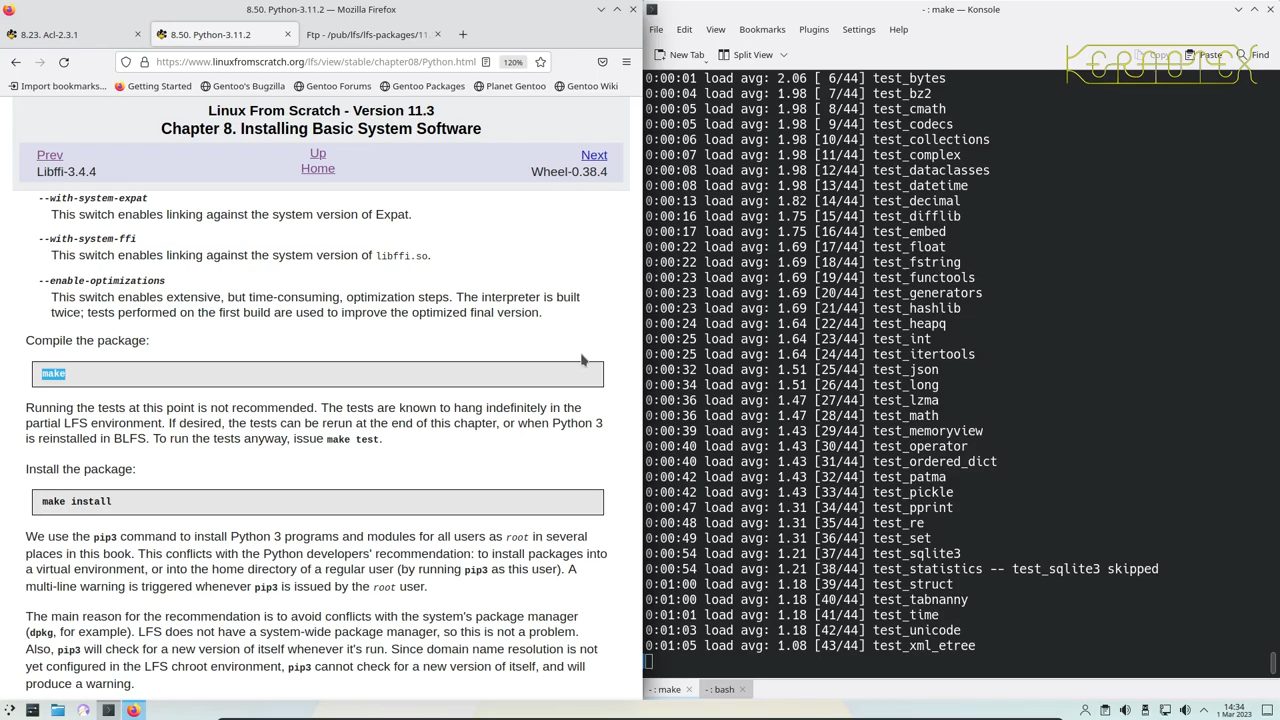 8.50. Python-3.11.2 — Mozilla Firefox
8.23. Acl-2.3.1
8.50. Python-3.11.2
Ftp - /pub/lfs/lfs-packages/11.
https://www.linuxfromscratch.org/lfs/view/stable/chapter08/Python.html
120%
Import bookmarks...
Getting Started
Gentoo's Bugzilla
Gentoo Forums
Gentoo Packages
Planet Gentoo
Gentoo Wiki
Linux From Scratch - Version 11.3
Chapter 8. Installing Basic System Software
Prev
Up
Next
Libffi-3.4.4
Home
Wheel-0.38.4
--with-system-expat
This switch enables linking against the system version of Expat.
--with-system-ffi
This switch enables linking against the system version of libffi.so.
--enable-optimizations
This switch enables extensive, but time-consuming, optimization steps. The interpreter is built
twice; tests performed on the first build are used to improve the optimized final version.
Compile the package:
make
Running the tests at this point is not recommended. The tests are known to hang indefinitely in the
partial LFS environment. If desired, the tests can be rerun at the end of this chapter, or when Python 3
is reinstalled in BLFS. To run the tests anyway, issue make test.
Install the package:
make install
We use the pip3 command to install Python 3 programs and modules for all users as root in several
places in this book. This conflicts with the Python developers' recommendation: to install packages into
a virtual environment, or into the home directory of a regular user (by running pip3 as this user). A
multi-line warning is triggered whenever pip3 is issued by the root user.
The main reason for the recommendation is to avoid conflicts with the system's package manager
(dpkg, for example). LFS does not have a system-wide package manager, so this is not a problem.
Also, pip3 will check for a new version of itself whenever it's run. Since domain name resolution is not
yet configured in the LFS chroot environment, pip3 cannot check for a new version of itself, and will
produce a warning.
- : make — Konsole
File Edit View Bookmarks Plugins Settings Help
New Tab
Split View
Copy
Paste
Find
KERNOTEX
0:00:01 load avg: 2.06 [ 6/44] test_bytes
0:00:04 load avg: 1.98 [ 7/44] test_bz2
0:00:05 load avg: 1.98 [ 8/44] test_cmath
0:00:05 load avg: 1.98 [ 9/44] test_codecs
0:00:06 load avg: 1.98 [10/44] test_collections
0:00:07 load avg: 1.98 [11/44] test_complex
0:00:08 load avg: 1.98 [12/44] test_dataclasses
0:00:08 load avg: 1.98 [13/44] test_datetime
0:00:13 load avg: 1.82 [14/44] test_decimal
0:00:16 load avg: 1.75 [15/44] test_difflib
0:00:17 load avg: 1.75 [16/44] test_embed
0:00:22 load avg: 1.69 [17/44] test_float
0:00:22 load avg: 1.69 [18/44] test_fstring
0:00:23 load avg: 1.69 [19/44] test_functools
0:00:23 load avg: 1.69 [20/44] test_generators
0:00:23 load avg: 1.69 [21/44] test_hashlib
0:00:24 load avg: 1.64 [22/44] test_heapq
0:00:25 load avg: 1.64 [23/44] test_int
0:00:25 load avg: 1.64 [24/44] test_itertools
0:00:32 load avg: 1.51 [25/44] test_json
0:00:34 load avg: 1.51 [26/44] test_long
0:00:36 load avg: 1.47 [27/44] test_lzma
0:00:36 load avg: 1.47 [28/44] test_math
0:00:39 load avg: 1.43 [29/44] test_memoryview
0:00:40 load avg: 1.43 [30/44] test_operator
0:00:40 load avg: 1.43 [31/44] test_ordered_dict
0:00:42 load avg: 1.43 [32/44] test_patma
0:00:42 load avg: 1.43 [33/44] test_pickle
0:00:47 load avg: 1.31 [34/44] test_pprint
0:00:48 load avg: 1.31 [35/44] test_re
0:00:49 load avg: 1.31 [36/44] test_set
0:00:54 load avg: 1.21 [37/44] test_sqlite3
0:00:54 load avg: 1.21 [38/44] test_statistics -- test_sqlite3 skipped
0:01:00 load avg: 1.18 [39/44] test_struct
0:01:00 load avg: 1.18 [40/44] test_tabnanny
0:01:01 load avg: 1.18 [41/44] test_time
0:01:03 load avg: 1.18 [42/44] test_unicode
0:01:05 load avg: 1.08 [43/44] test_xml_etree
- : make
- : bash
14:34
1 Mar 2023